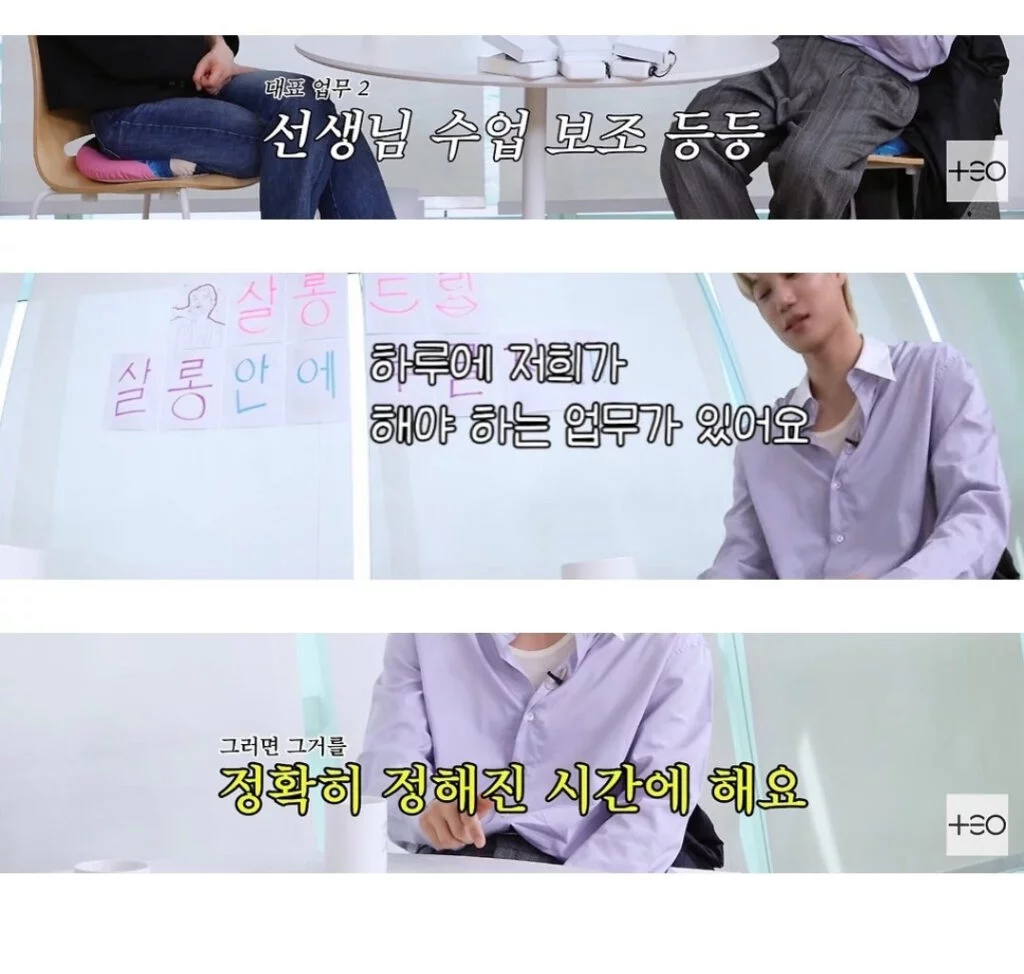 대표 업무 2
선생님 수업 보조 등등
TEO
살롱드립
살롱안에
하루에 저희가
해야 하는 업무가 있어요
그러면 그거를
정확히 정해진 시간에 해요
TEO